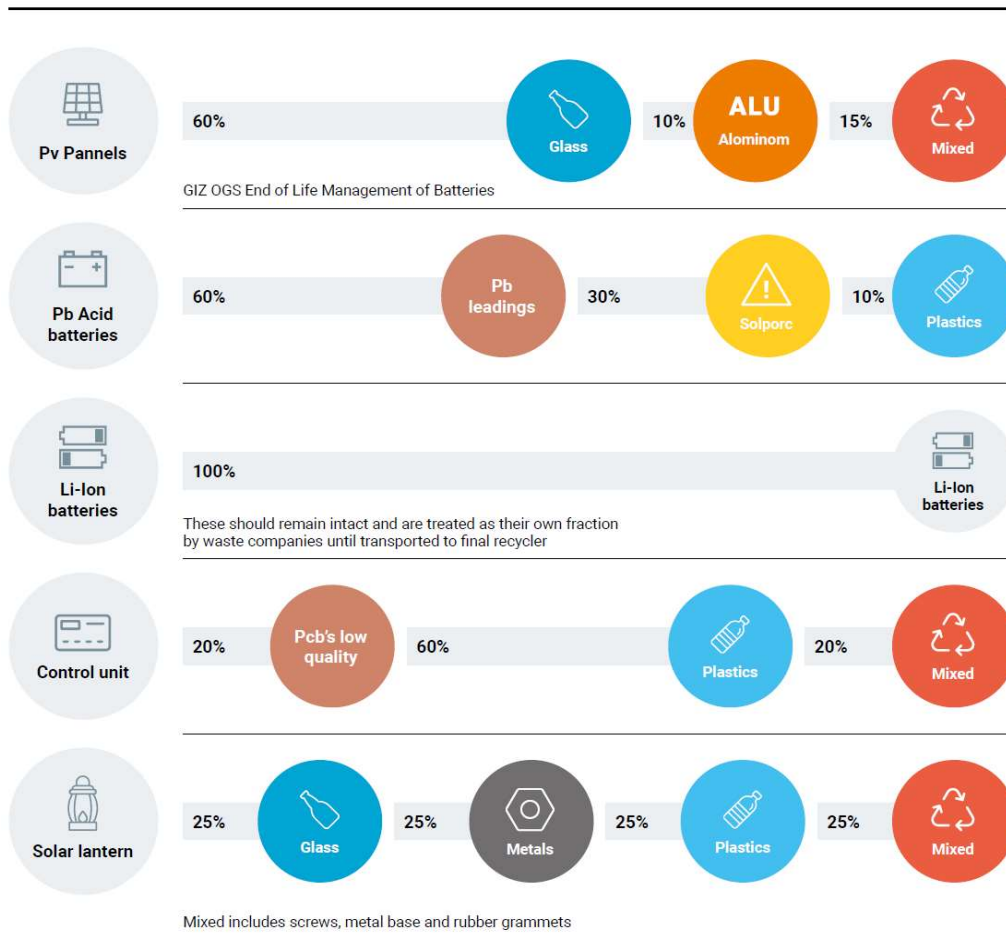 Pv Pannels
60%
Glass
10%
ALU
Alominom
15%
Mixed
GIZ OGS End of Life Management of Batteries
Pb Acid
batteries
60%
Pb
leadings
30%
!
Solporc
10%
Plastics
Li-Ion
batteries
100%
Li-Ion
batteries
These should remain intact and are treated as their own fraction
by waste companies until transported to final recycler
Control unit
20%
Pcb's low
quality
60%
Plastics
20%
Mixed
Solar lantern
25%
Glass
25%
Metals
25%
Plastics
25%
Mixed
Mixed includes screws, metal base and rubber grammets